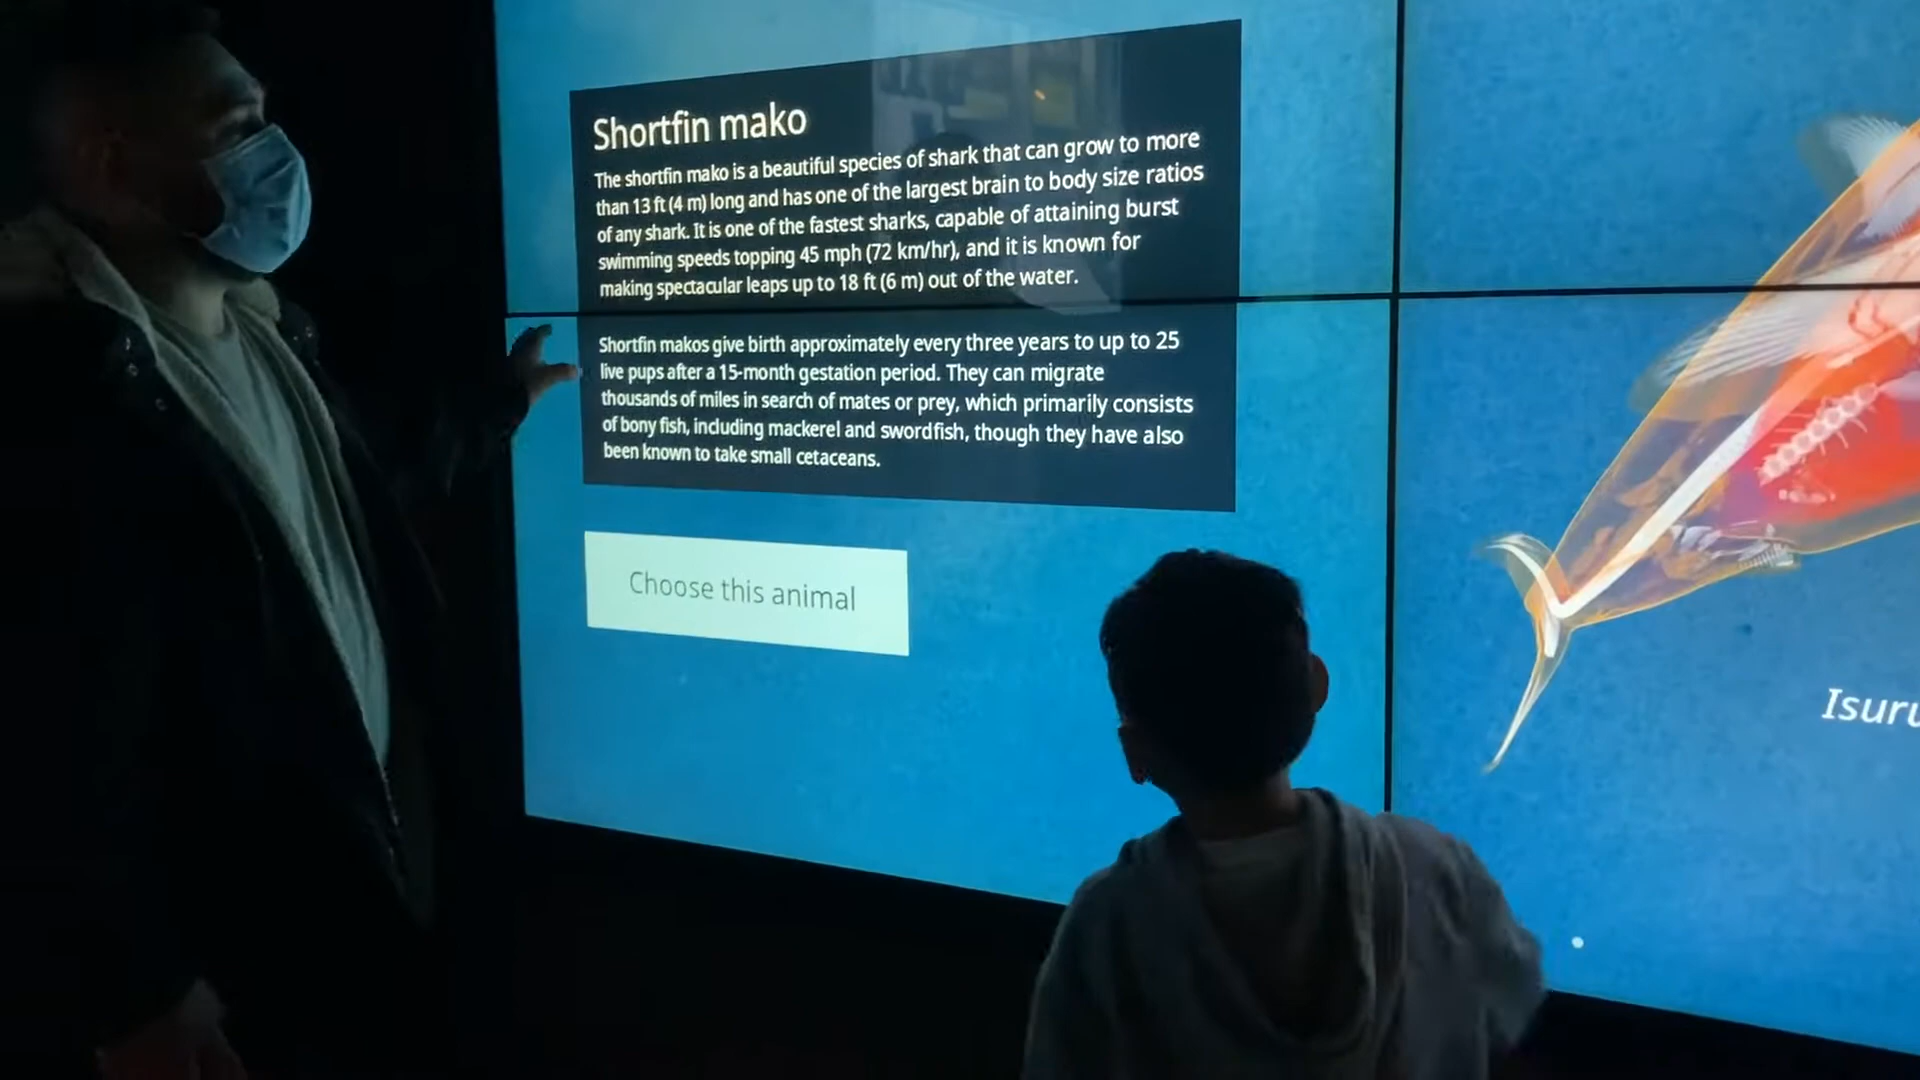 Shortfin mako
The shortfin mako is a beautiful species of shark that can grow to more
than 13 ft (4 m) long and has one of the largest brain to body size ratios
of any shark. It is one of the fastest sharks, capable of attaining burst
swimming speeds topping 45 mph (72 km/hr), and it is known for
making spectacular leaps up to 18 ft (6 m) out of the water.
Shortfin makos give birth approximately every three years to up to 25
live pups after a 15-month gestation period. They can migrate
thousands of miles in search of mates or prey, which primarily consists
of bony fish, including mackerel and swordfish, though they have also
been known to take small cetaceans.
Choose this animal
Isuru